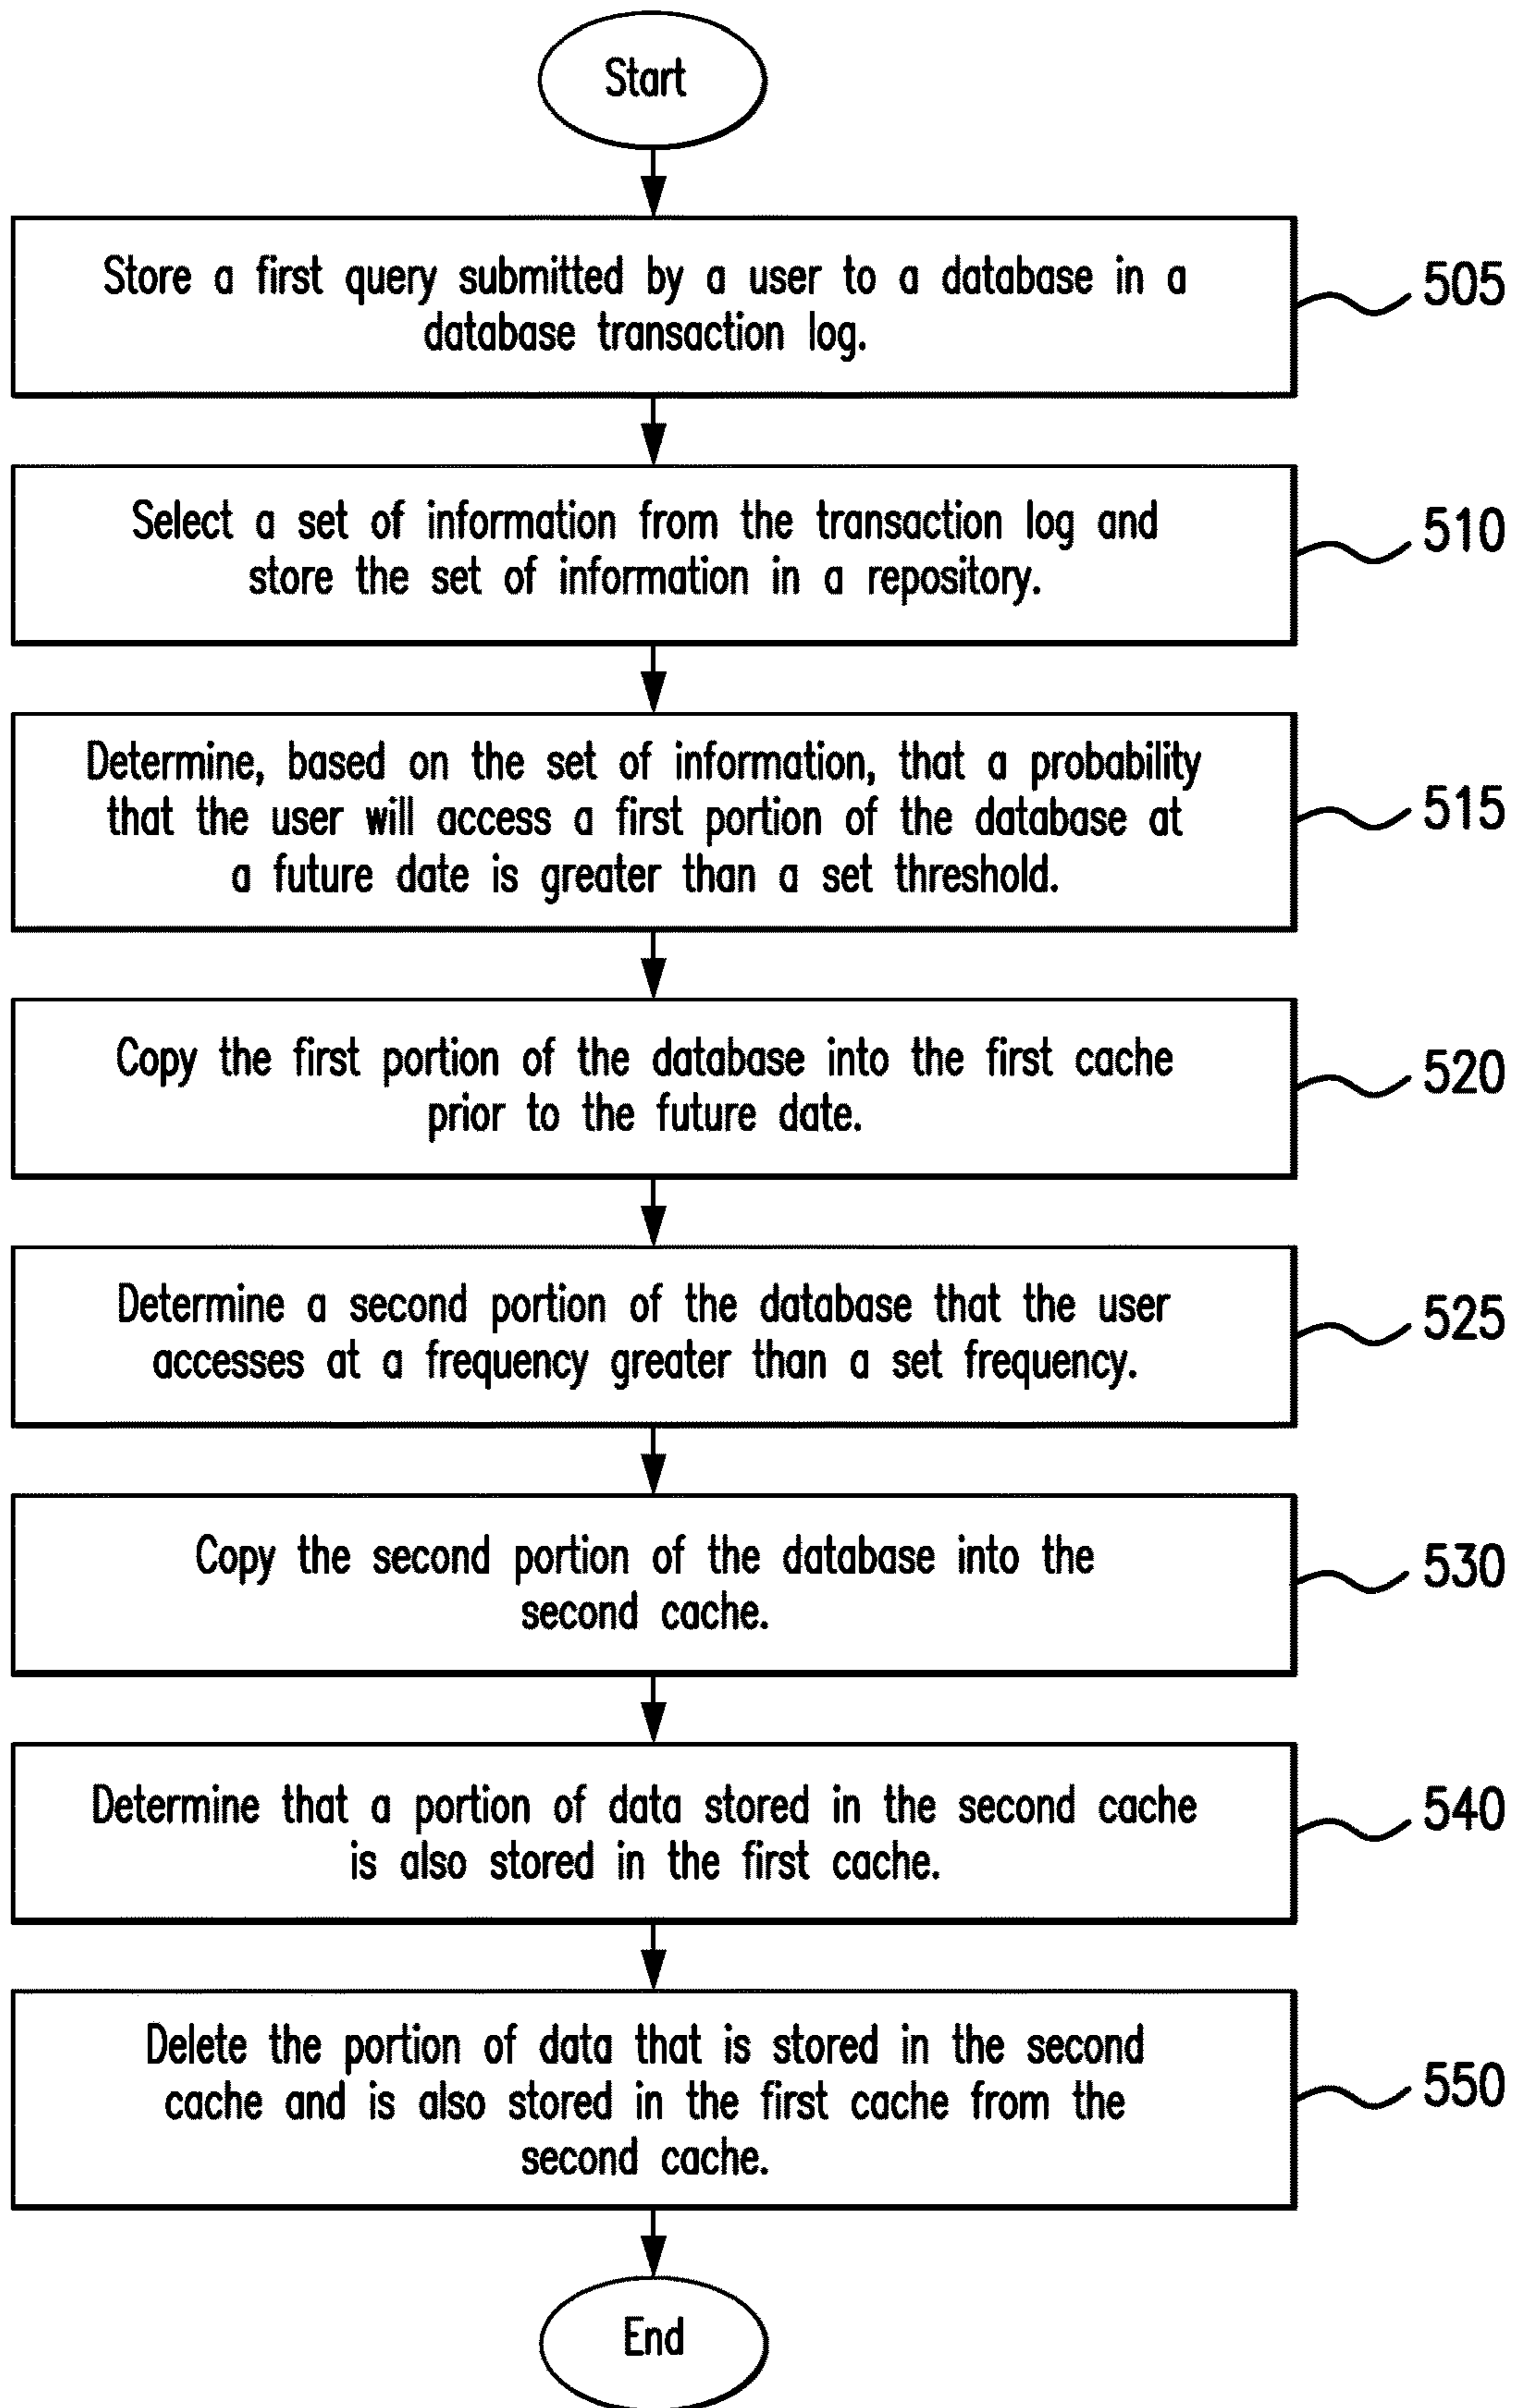 Start
Store a first query submitted by a user to a database in a
database transaction log.
505
Select a set of information from the transaction log and
store the set of information in a repository.
510
Determine, based on the set of information, that a probability
that the user will access a first portion of the database at
a future date is greater than a set threshold.
515
Copy the first portion of the database into the first cache
prior to the future date.
520
Determine a second portion of the database that the user
accesses at a frequency greater than a set frequency.
525
Copy the second portion of the database into the
second cache.
530
Determine that a portion of data stored in the second cache
is also stored in the first cache.
540
Delete the portion of data that is stored in the second
cache and is also stored in the first cache from the
second cache.
550
End